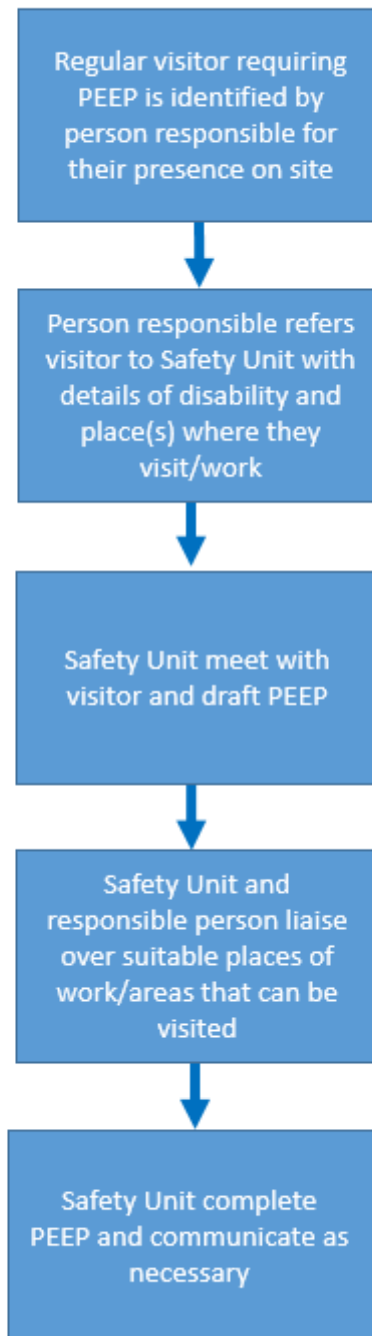 Regular visitor requiring
PEEP is identified by
person responsible for
their presence on site
Person responsible refers
visitor to Safety Unit with
details of disability and
place(s) where they
visit/work
Safety Unit meet with
visitor and draft PEEP
Safety Unit and
responsible person liaise
over suitable places of
work/areas that can be
visited
Safety Unit complete
PEEP and communicate as
necessary